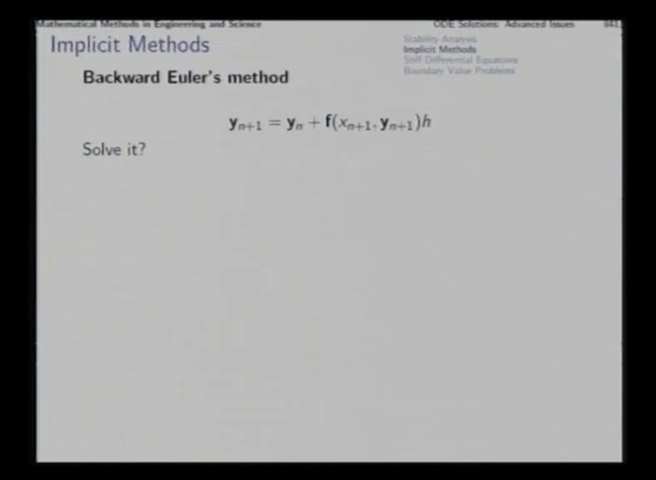 Mathematical Methods in Engineering and Science
ODE Solutions: Advanced Issues
Implicit Methods
Stability Analysis
Implicit Methods
Stiff Differential Equations
Boundary Value Problems
Backward Euler's method
yₙ₊₁ = yₙ + f(xₙ₊₁, yₙ₊₁)h
Solve it?